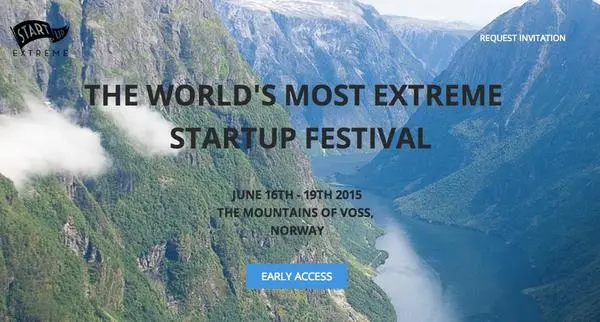 START UP
EXTREME
REQUEST INVITATION
THE WORLD'S MOST EXTREME
STARTUP FESTIVAL
JUNE 16TH - 19TH 2015
THE MOUNTAINS OF VOSS,
NORWAY
EARLY ACCESS